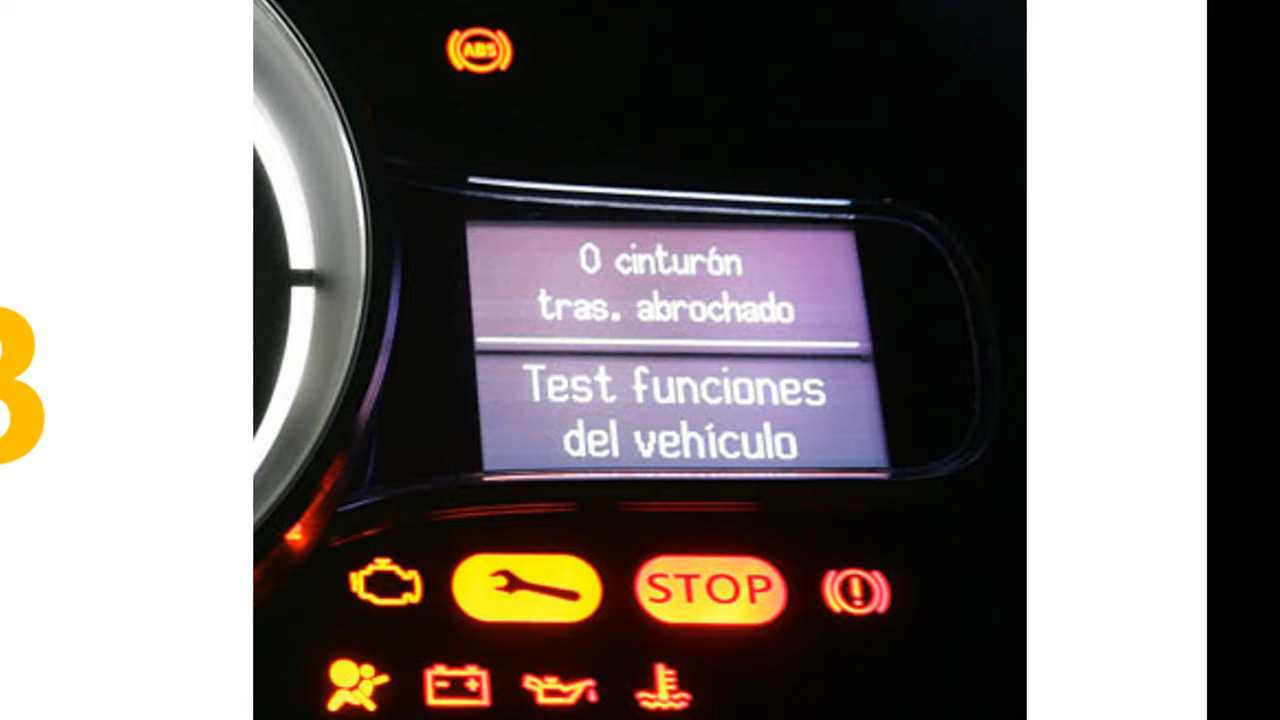 ABS
0 cinturón
tras. abrochado
Test funciones
del vehículo
STOP